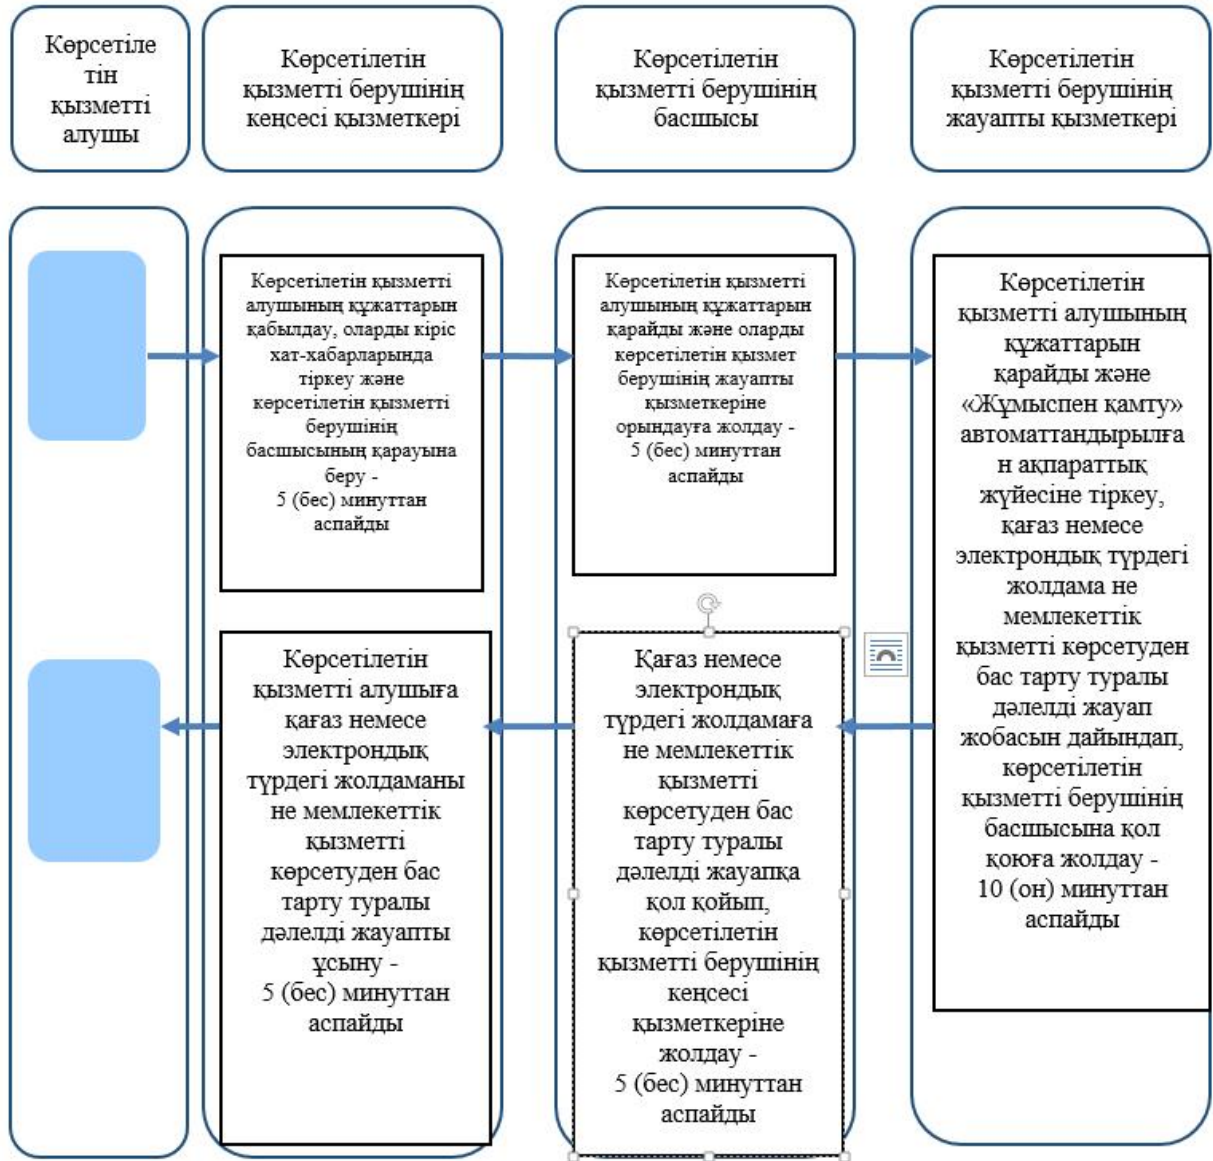 Көрсетіле
тін
қызметті
алушы
Көрсетілетін
қызметті берушінің
кеңсесі қызметкері
Көрсетілетін
қызметті берушінің
басшысы
Көрсетілетін
қызметті берушінің
жауапты қызметкері
Көрсетілетін қызметті
алушының құжаттарын
қабылдау, оларды кіріс
хат-хабарларында
тіркеу және
көрсетілетін қызметті
берушінің
басшысының қарауына
беру -
5 (бес) минуттан
аспайды
Көрсетілетін қызметті
алушының құжаттарын
қарайды және оларды
көрсетілетін қызмет
берушінің жауапты
қызметкеріне
орындауға жолдау -
5 (бес) минуттан
аспайды
Көрсетілетін
қызметті алушының
құжаттарын
қарайды және
«Жұмыспен қамту»
автоматтандырылға
н ақпараттық
жүйесіне тіркеу,
қағаз немесе
электрондық түрдегі
жолдама не
мемлекеттік
қызметті көрсетуден
бас тарту туралы
дәлелді жауап
жобасын дайындап,
көрсетілетін
қызметті берушінің
басшысына қол
қоюға жолдау -
10 (он) минуттан
аспайды
Қағаз немесе
электрондық
түрдегі жолдамаға
не мемлекеттік
қызметті
көрсетуден бас
тарту туралы
дәлелді жауапқа
қол қойып,
көрсетілетін
қызметті берушінің
кеңсесі
қызметкеріне
жолдау -
5 (бес) минуттан
аспайды
Көрсетілетін
қызметті алушыға
қағаз немесе
электрондық
түрдегі жолдаманы
не мемлекеттік
қызметті
көрсетуден бас
тарту туралы
дәлелді жауапты
ұсыну -
5 (бес) минуттан
аспайды